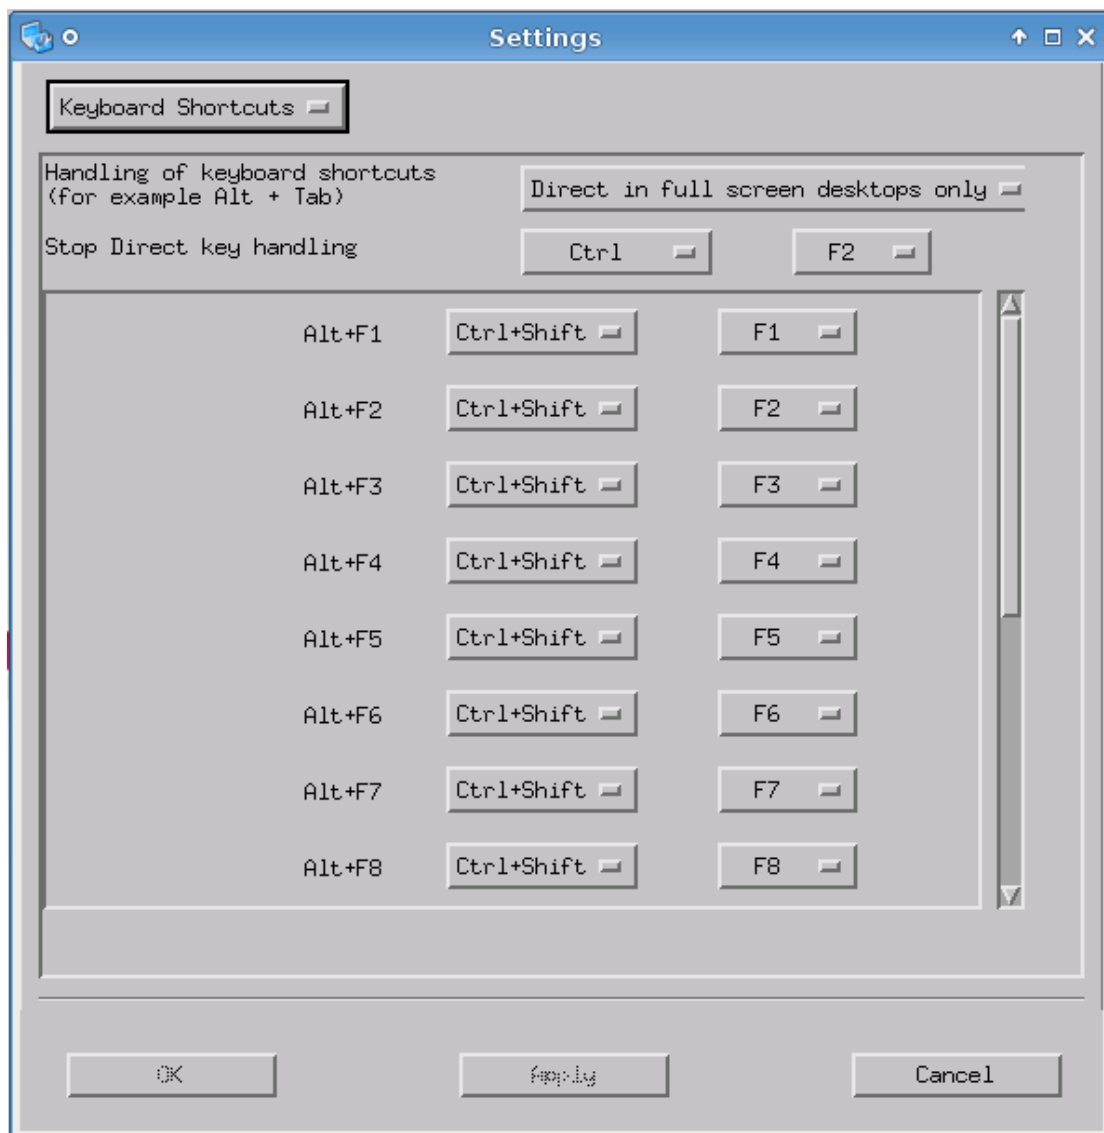 Settings
Keyboard Shortcuts
Handling of keyboard shortcuts
(for example Alt + Tab)
Direct in full screen desktops only
Stop Direct key handling Ctrl F2
Alt+F1 Ctrl+Shift F1
Alt+F2 Ctrl+Shift F2
Alt+F3 Ctrl+Shift F3
Alt+F4 Ctrl+Shift F4
Alt+F5 Ctrl+Shift F5
Alt+F6 Ctrl+Shift F6
Alt+F7 Ctrl+Shift F7
Alt+F8 Ctrl+Shift F8
OK Apply Cancel